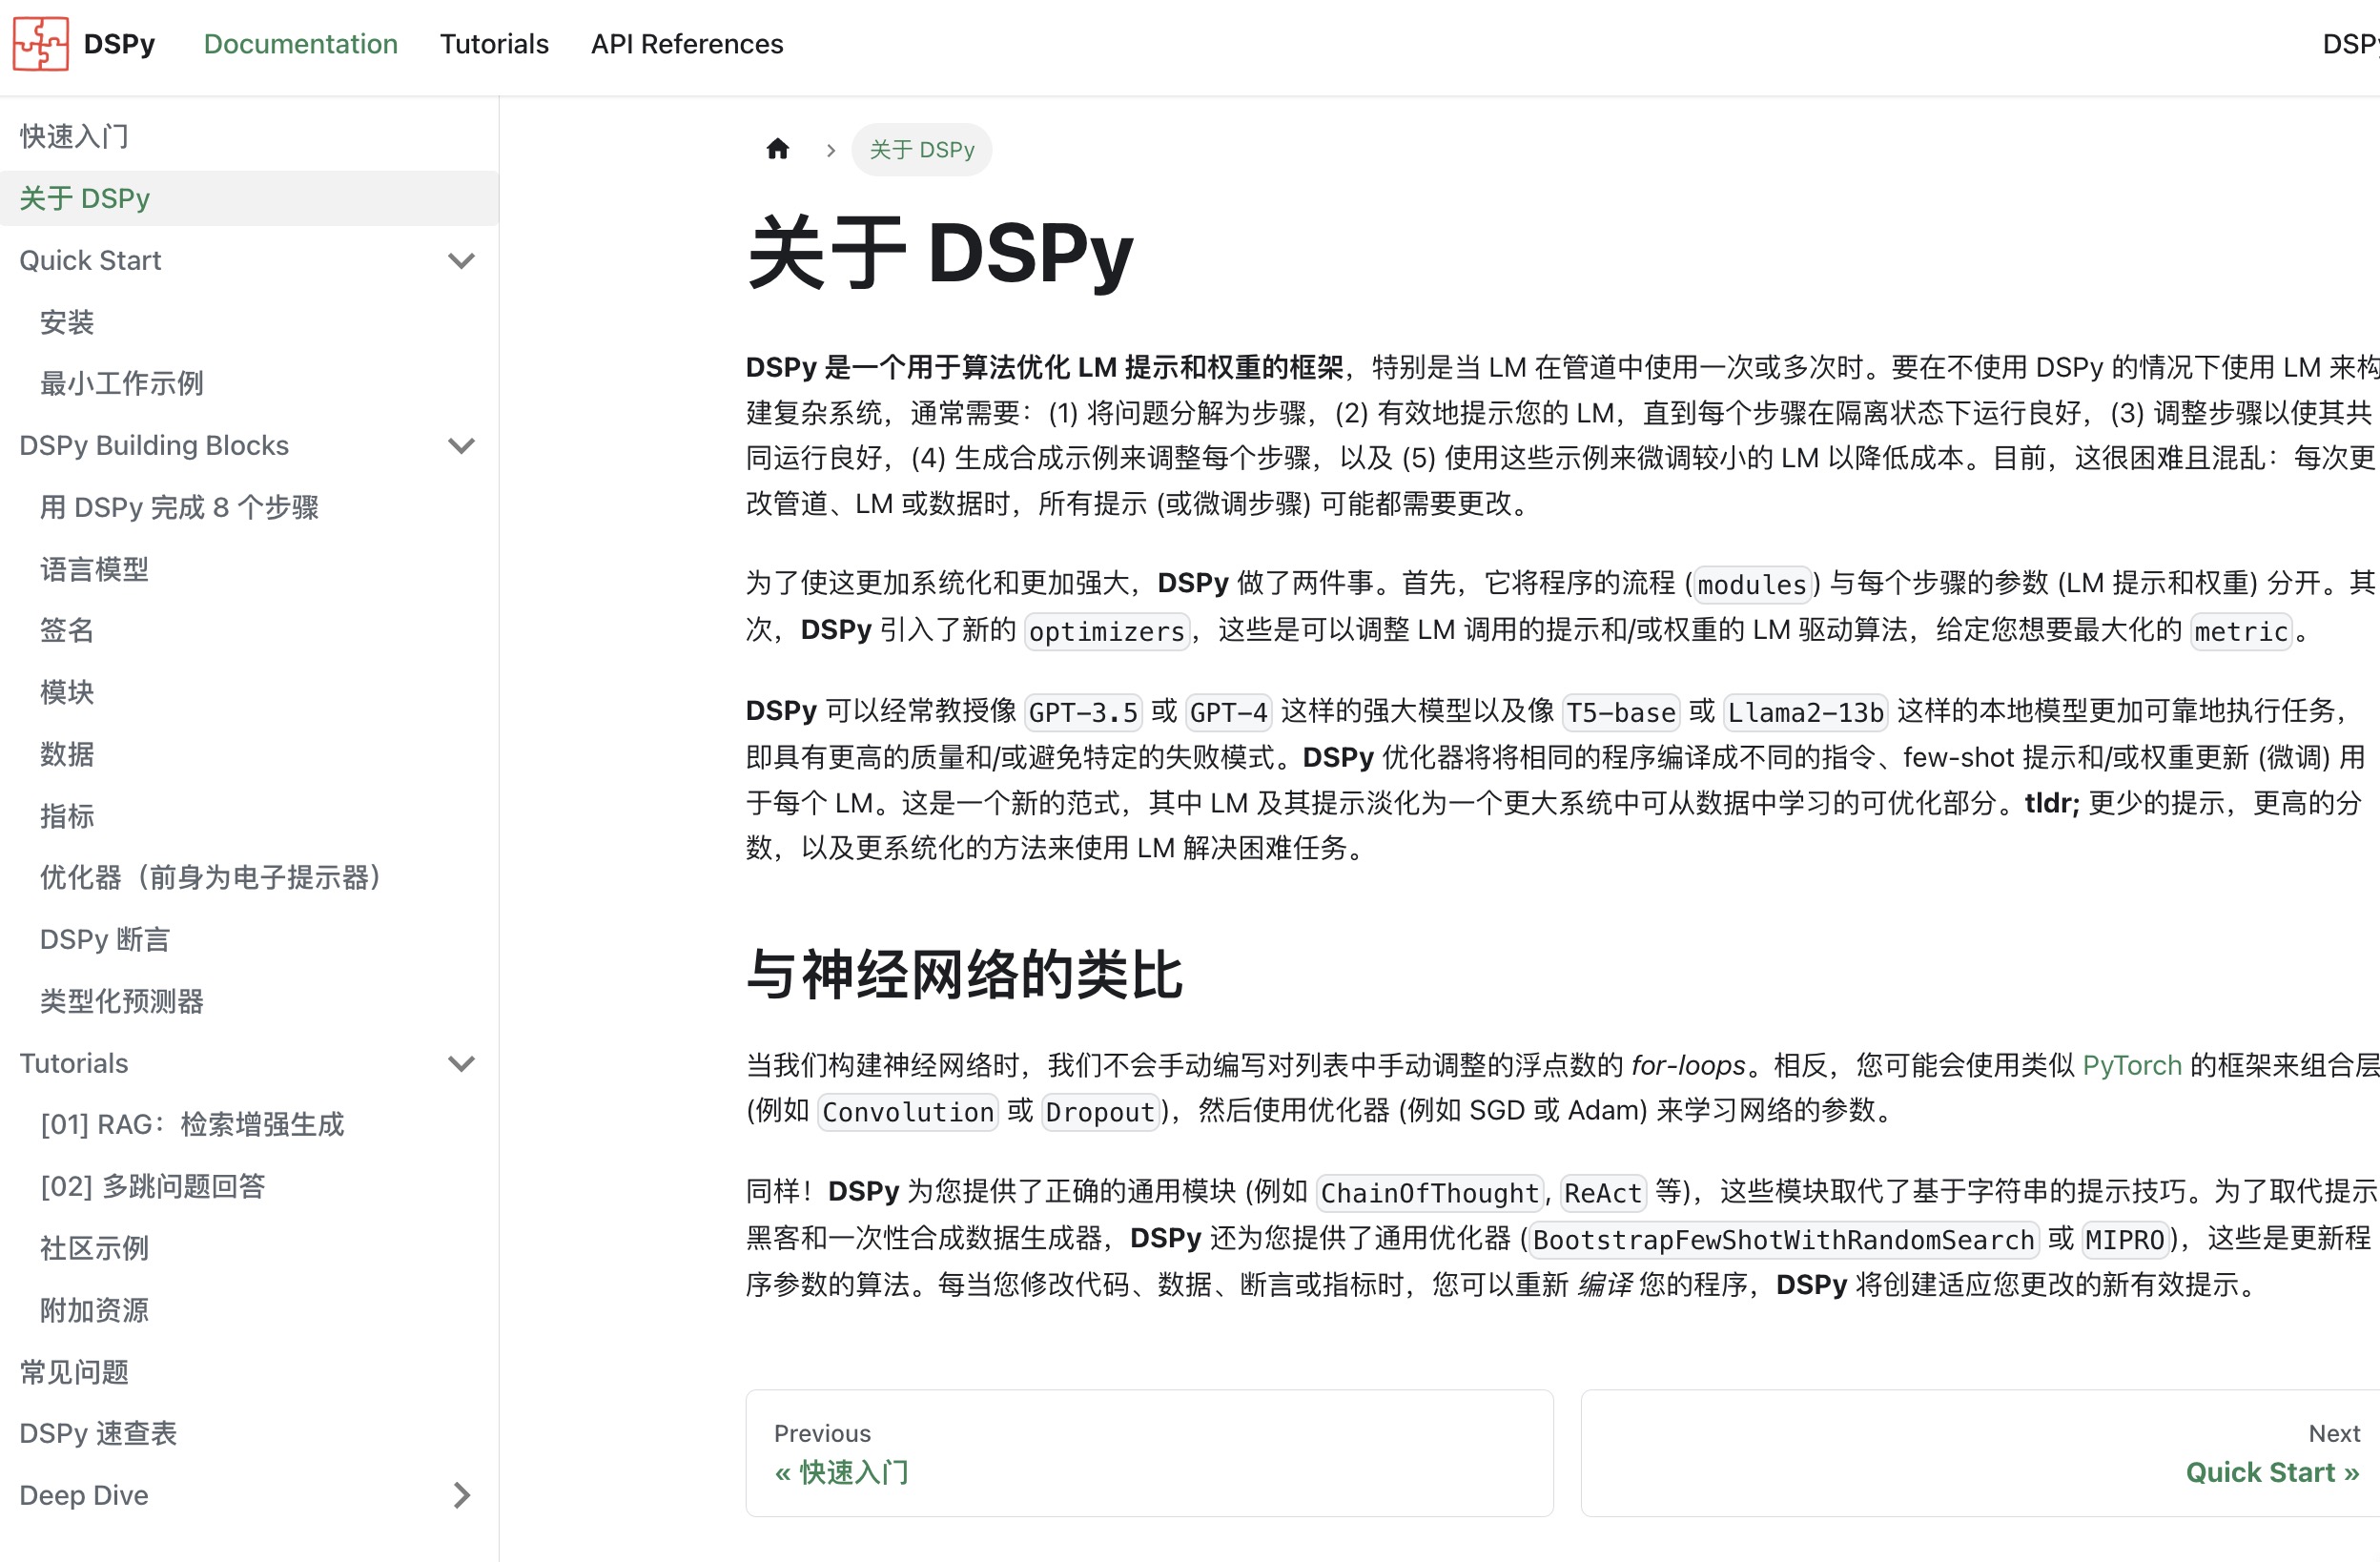 DSPy Documentation Tutorials API References DSPy
快速入门
关于 DSPy
Quick Start
安装
最小工作示例
DSPy Building Blocks
用 DSPy 完成 8 个步骤
语言模型
签名
模块
数据
指标
优化器（前身为电子提示器）
DSPy 断言
类型化预测器
Tutorials
[01] RAG：检索增强生成
[02] 多跳问题回答
社区示例
附加资源
常见问题
DSPy 速查表
Deep Dive
关于 DSPy
关于 DSPy
DSPy 是一个用于算法优化 LM 提示和权重的框架，特别是当 LM 在管道中使用一次或多次时。要在不使用 DSPy 的情况下使用 LM 来构
建复杂系统，通常需要：(1) 将问题分解为步骤，(2) 有效地提示您的 LM，直到每个步骤在隔离状态下运行良好，(3) 调整步骤以使其共
同运行良好，(4) 生成合成示例来调整每个步骤，以及 (5) 使用这些示例来微调较小的 LM 以降低成本。目前，这很困难且混乱：每次更
改管道、LM 或数据时，所有提示 (或微调步骤) 可能都需要更改。
为了使这更加系统化和更加强大，DSPy 做了两件事。首先，它将程序的流程 (modules) 与每个步骤的参数 (LM 提示和权重) 分开。其
次，DSPy 引入了新的 optimizers，这些是可以调整 LM 调用的提示和/或权重的 LM 驱动算法，给定您想要最大化的 metric。
DSPy 可以经常教授像 GPT-3.5 或 GPT-4 这样的强大模型以及像 T5-base 或 Llama2-13b 这样的本地模型更加可靠地执行任务，
即具有更高的质量和/或避免特定的失败模式。DSPy 优化器将将相同的程序编译成不同的指令、few-shot 提示和/或权重更新 (微调) 用
于每个 LM。这是一个新的范式，其中 LM 及其提示淡化为一个更大系统中可从数据中学习的可优化部分。tldr; 更少的提示，更高的分
数，以及更系统化的方法来使用 LM 解决困难任务。
与神经网络的类比
当我们构建神经网络时，我们不会手动编写对列表中手动调整的浮点数的 for-loops。相反，您可能会使用类似 PyTorch 的框架来组合层
(例如 Convolution 或 Dropout)，然后使用优化器 (例如 SGD 或 Adam) 来学习网络的参数。
同样！DSPy 为您提供了正确的通用模块 (例如 ChainOfThought, ReAct 等)，这些模块取代了基于字符串的提示技巧。为了取代提示
黑客和一次性合成数据生成器，DSPy 还为您提供了通用优化器 (BootstrapFewShotWithRandomSearch 或 MIPRO)，这些是更新程
序参数的算法。每当您修改代码、数据、断言或指标时，您可以重新 编译 您的程序，DSPy 将创建适应您更改的新有效提示。
Previous
« 快速入门
Next
Quick Start »